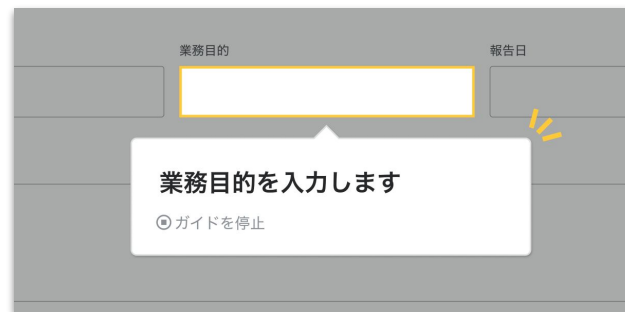 業務目的
報告日
業務目的を入力します
ガイドを停止